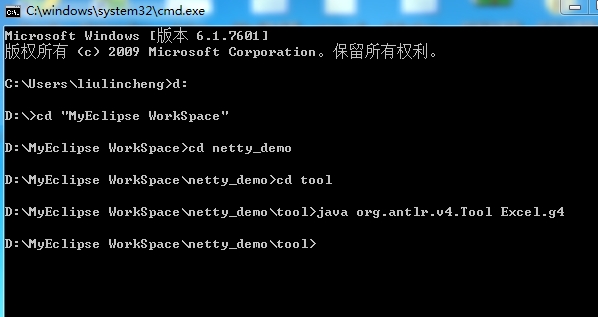 C:\windows\system32\cmd.exe
Microsoft Windows [版本 6.1.7601]
版权所有 (c) 2009 Microsoft Corporation。保留所有权利。
C:\Users\liulincheng>d:
D:\>cd "MyEclipse WorkSpace"
D:\MyEclipse WorkSpace>cd netty_demo
D:\MyEclipse WorkSpace\netty_demo>cd tool
D:\MyEclipse WorkSpace\netty_demo\tool>java org.antlr.v4.Tool Excel.g4
D:\MyEclipse WorkSpace\netty_demo\tool>